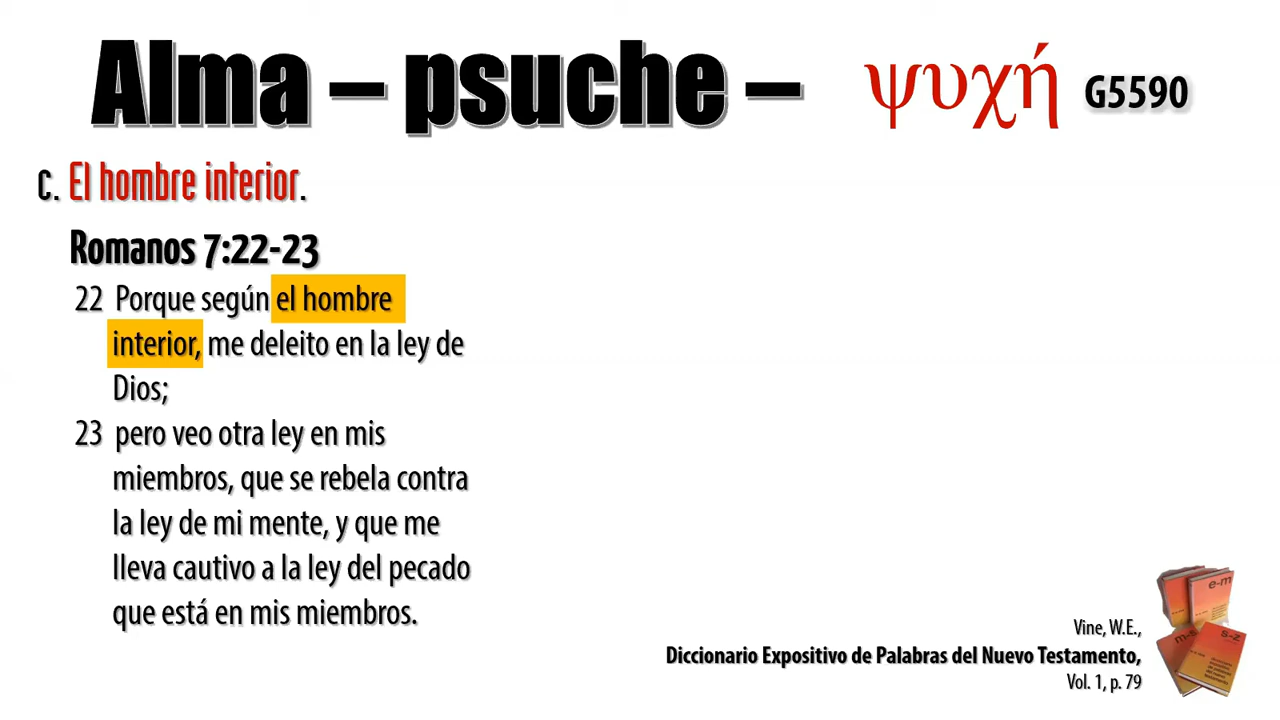 Alma – psuche – ψυχή G5590
c. El hombre interior.
Romanos 7:22-23
22 Porque según el hombre
interior, me deleito en la ley de
Dios;
23 pero veo otra ley en mis
miembros, que se rebela contra
la ley de mi mente, y que me
lleva cautivo a la ley del pecado
que está en mis miembros.
e-m
s-z
Vine, W.E.,
Diccionario Expositivo de Palabras del Nuevo Testamento,
Vol. 1, p. 79